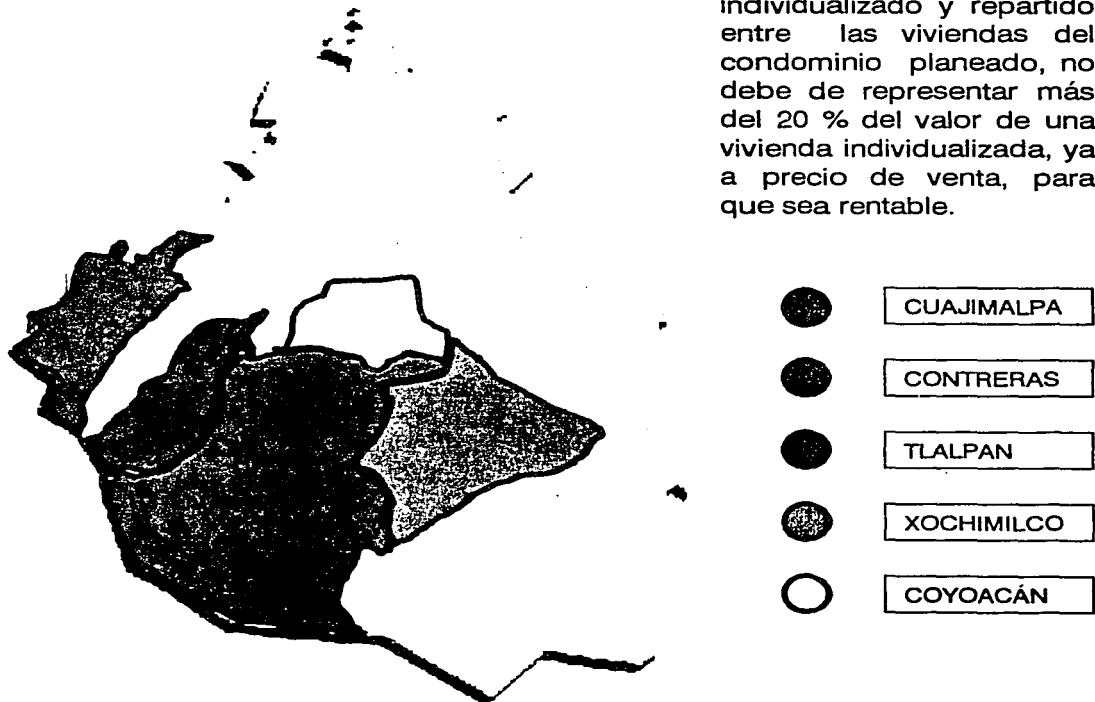 individualizado y repartido
entre las viviendas del
condominio planeado, no
debe de representar más
del 20 % del valor de una
vivienda individualizada, ya
a precio de venta, para
que sea rentable.
CUAJIMALPA
CONTRERAS
TLALPAN
XOCHIMILCO
COYOACÁN